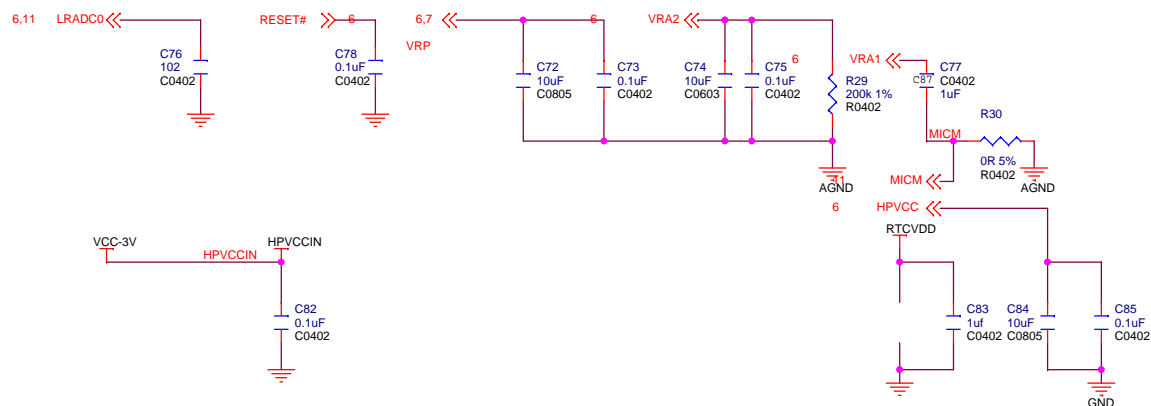 6,11 LRADC0
C76
102
C0402
RESET# 6
C78
0.1uF
C0402
6,7
VRP
6
C72
10uF
C0805
C73
0.1uF
C0402
VRA2
C74
10uF
C0603
C75
0.1uF
C0402
6
R29
200k 1%
R0402
AGND
VRA1
C77
C0402
1uF
C87
MICM
R30
0R 5%
R0402
AGND
11
MICM
6
HPVCC
VCC-3V
HPVCCIN
HPVCCIN
C82
0.1uF
C0402
RTCVDD
C83
1uf
C0402
C84
10uF
C0805
C85
0.1uF
C0402
GND